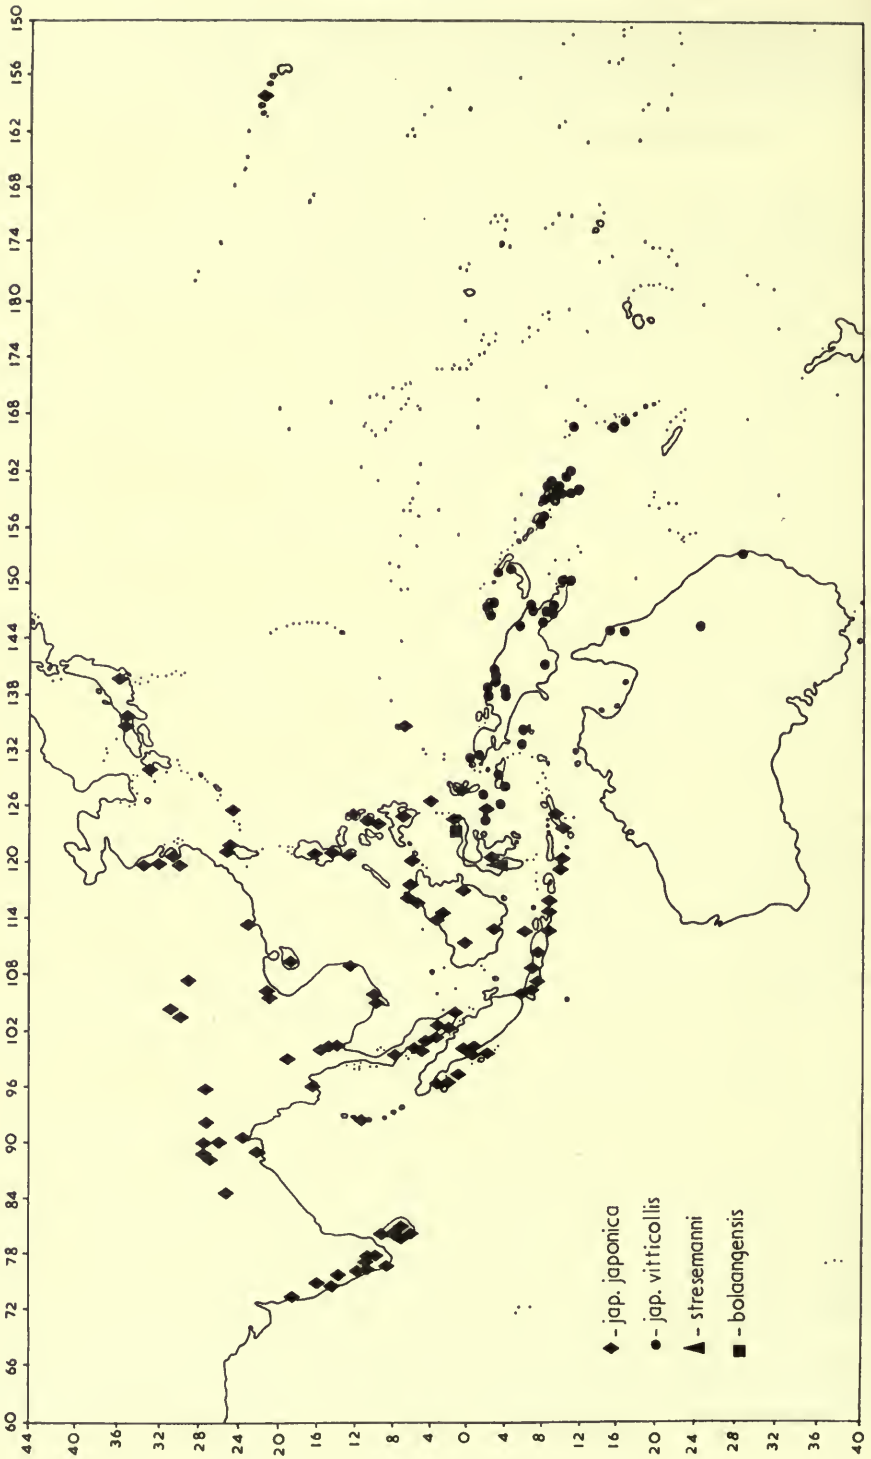 60 66 72 78 84 90 96 102 108 114 120 126 132 138 144 150 156 162 168 174 180 174 168 162 156 150
44 40 36 32 28 24 20 16 12 8 4 0 4 8 12 16 20 24 28 32 36 40
- jap. japonica
- jap. vitticollis
- stresemanni
- bolaangensis